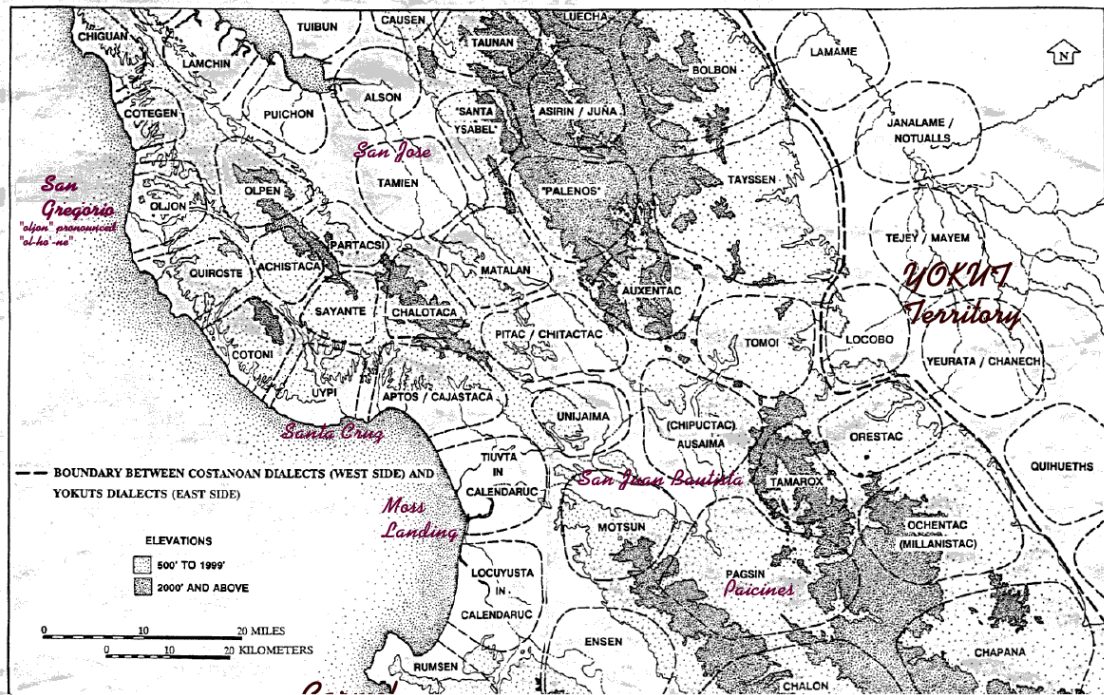 CHIGUAN
LAMCHIN
TUIBUN
CAUSEN
TAUNAN
LUECHA
BOLBON
LAMAME
N
COTEGEN
PUICHON
ALSON
"SANTA
YSABEL"
ASIRIN / JUÑA
JANALAME /
NOTUALLS
San Jose
San
Gregorio
"oljon" pronounced
"ol-ho'-ne"
OLJON
OLPEN
TAMIEN
"PALENOS"
TAYSSEN
TEJEY / MAYEM
PARTACSI
QUIROSTE
ACHISTACA
MATALAN
AUXENTAC
YOKUT
Territory
SAYANTE
CHALOTACA
PITAC / CHITACTAC
TOMOI
LOCOBO
YEURATA / CHANECH
COTONI
UYPI
APTOS / CAJASTACA
UNIJAIMA
(CHIPUCTAC)
AUSAIMA
ORESTAC
QUIHUETHS
Santa Cruz
TIUVTA
IN
CALENDARUC
San Juan Bautista
TAMAROX
BOUNDARY BETWEEN COSTANOAN DIALECTS (WEST SIDE) AND
YOKUTS DIALECTS (EAST SIDE)
Moss
Landing
MOTSUN
OCHENTAC
(MILLANISTAC)
ELEVATIONS
500' TO 1999'
2000' AND ABOVE
LOCUYUSTA
IN
CALENDARUC
PAGSIN
Paicines
0 10 20 MILES
0 10 20 KILOMETERS
RUMSEN
ENSEN
CHAPANA
CHALON